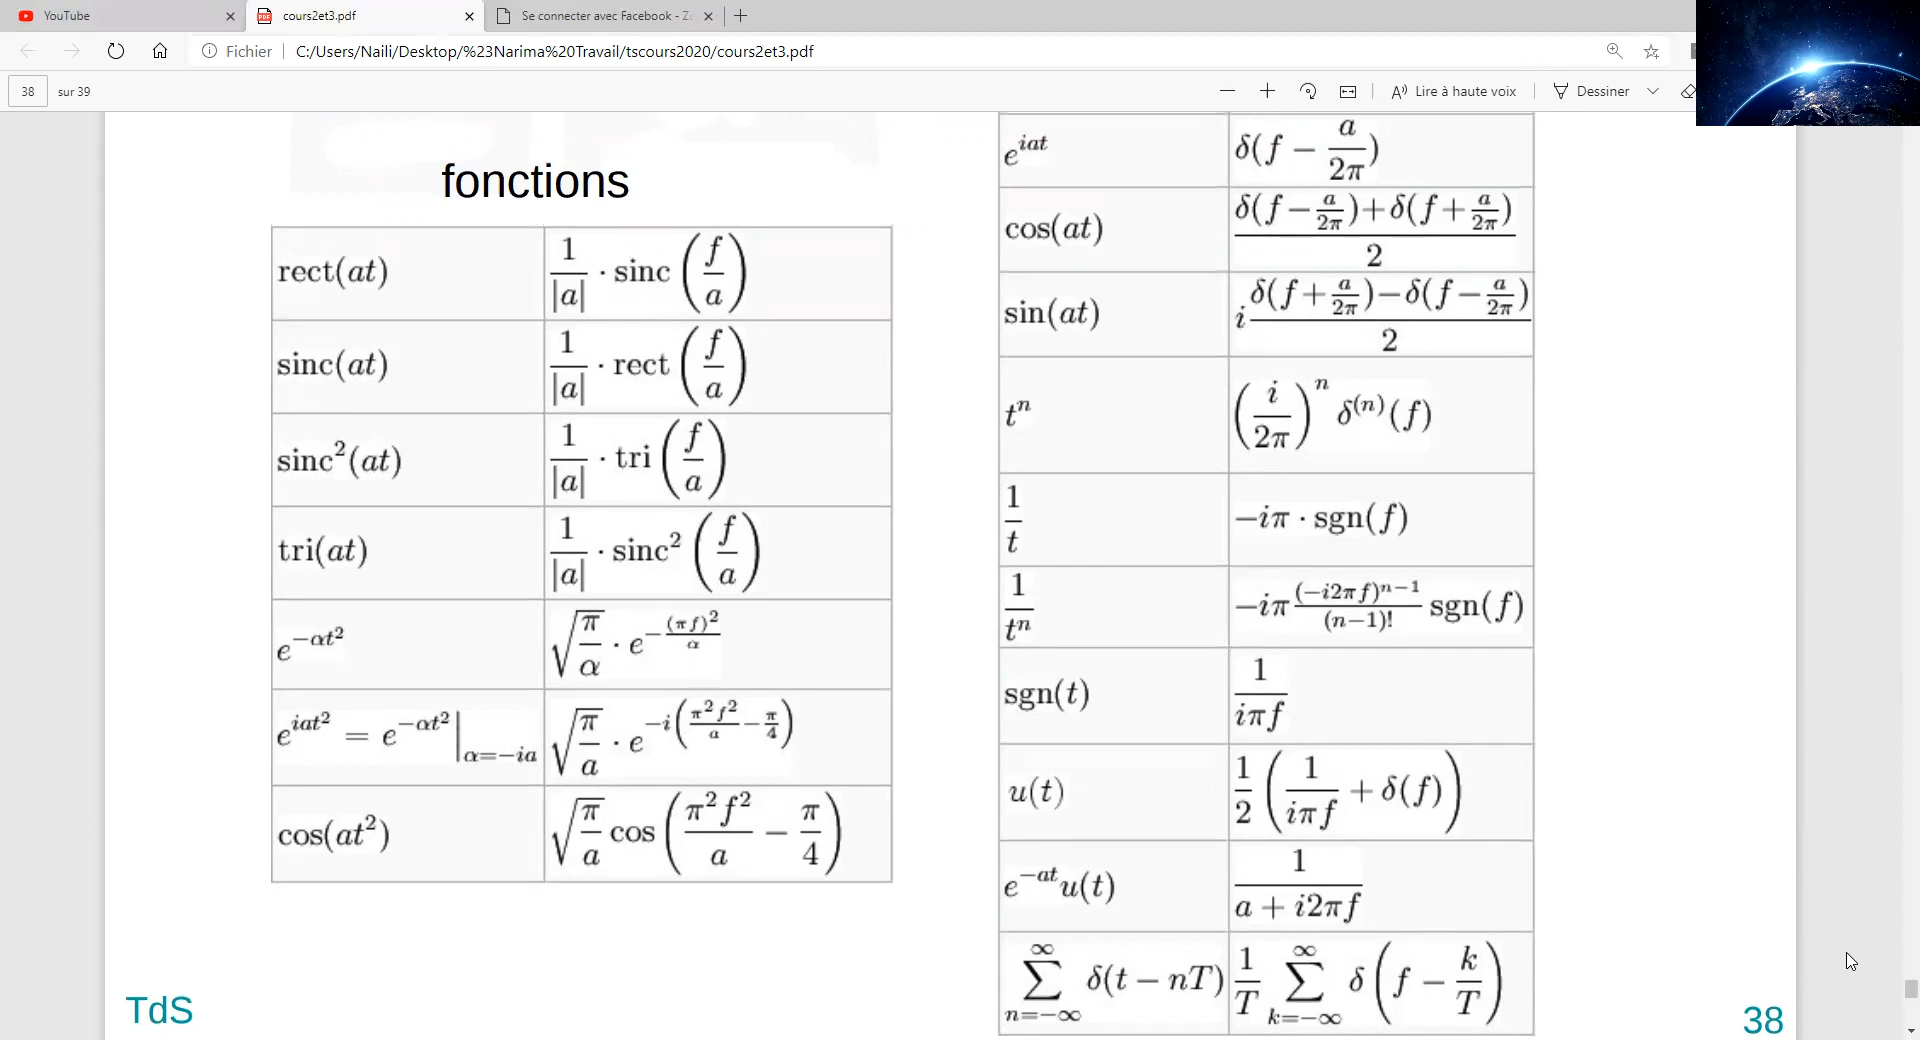 YouTube
cours2et3.pdf
Se connecter avec Facebook - Zo
Fichier
C:/Users/Naili/Desktop/%23Narima%20Travail/tscours2020/cours2et3.pdf
38 sur 39
Lire à haute voix
Dessiner
fonctions
rect(at) 1/|a| · sinc(f/a)
sinc(at) 1/|a| · rect(f/a)
sinc²(at) 1/|a| · tri(f/a)
tri(at) 1/|a| · sinc²(f/a)
e^{−αt²} √(π/α) · e^{−(πf)²/α}
e^{iat²} = e^{−αt²}|_{α=−ia} √(π/a) · e^{−i(π²f²/a − π/4)}
cos(at²) √(π/a) cos(π²f²/a − π/4)
e^{iat} δ(f − a/2π)
cos(at) (δ(f − a/2π) + δ(f + a/2π))/2
sin(at) i (δ(f + a/2π) − δ(f − a/2π))/2
tⁿ (i/2π)ⁿ δ⁽ⁿ⁾(f)
1/t −iπ · sgn(f)
1/tⁿ −iπ (−i2πf)^{n−1}/(n−1)! sgn(f)
sgn(t) 1/(iπf)
u(t) 1/2 (1/(iπf) + δ(f))
e^{−at}u(t) 1/(a + i2πf)
∑_{n=−∞}^{∞} δ(t − nT) 1/T ∑_{k=−∞}^{∞} δ(f − k/T)
TdS
38